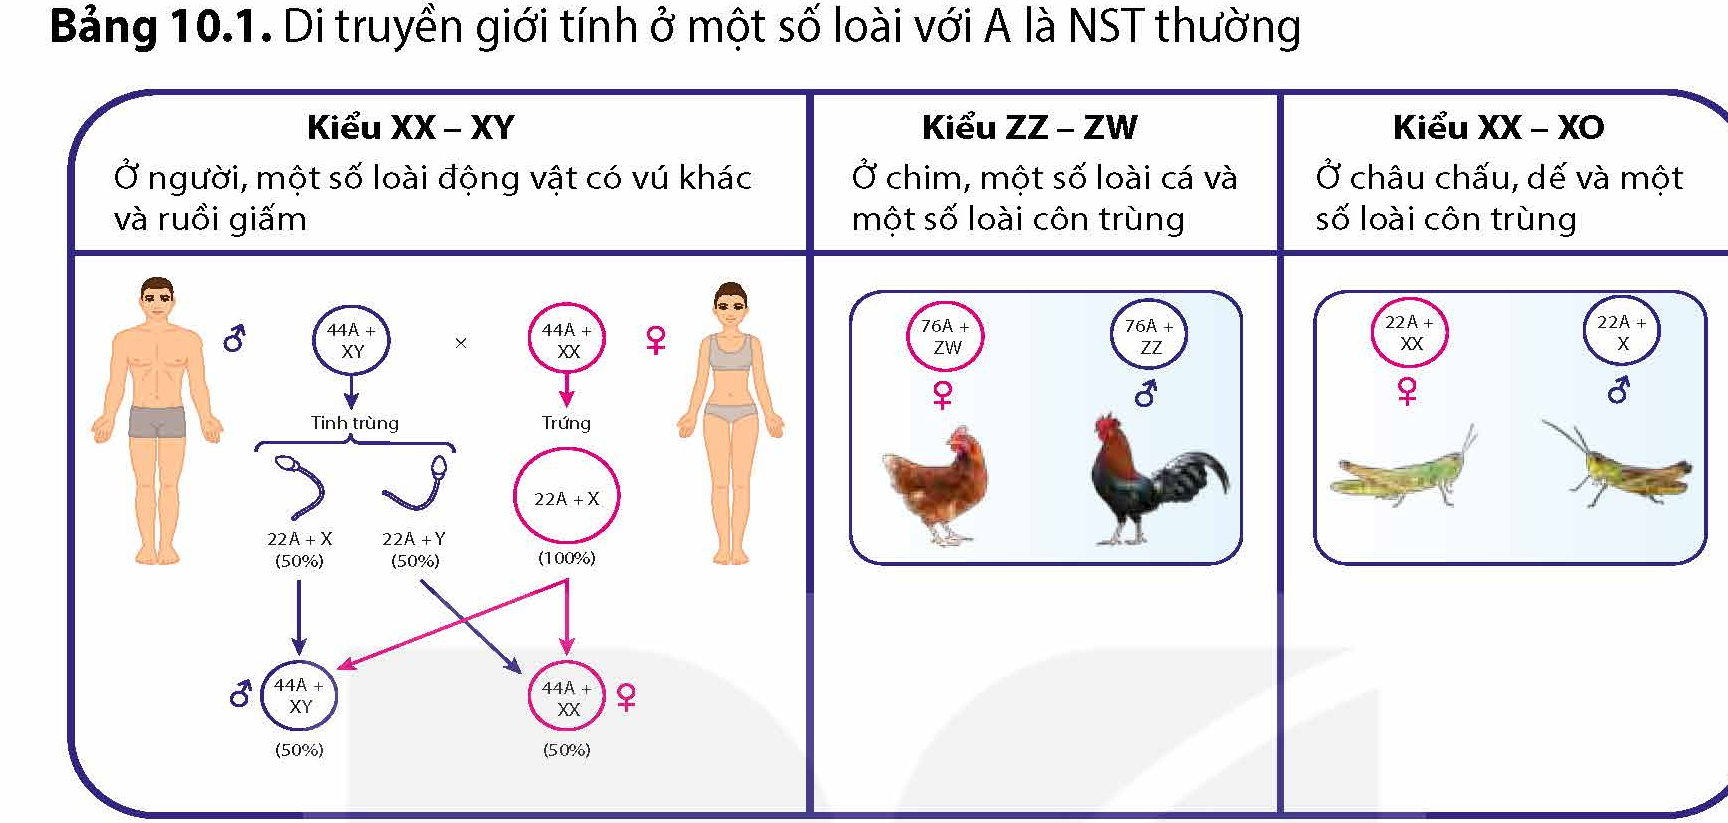 Bảng 10.1. Di truyền giới tính ở một số loài với A là NST thường
Kiểu XX – XY
Ở người, một số loài động vật có vú khác
và ruồi giấm
Kiểu ZZ – ZW
Ở chim, một số loài cá và
một số loài côn trùng
Kiểu XX – XO
Ở châu chấu, dế và một
số loài côn trùng
♂
44A +
XY
×
44A +
XX
♀
Tinh trùng
Trứng
22A + X
(50%)
22A + Y
(50%)
22A + X
(100%)
♂
44A +
XY
(50%)
44A +
XX
♀
(50%)
76A +
ZW
♀
76A +
ZZ
♂
22A +
XX
♀
22A +
X
♂